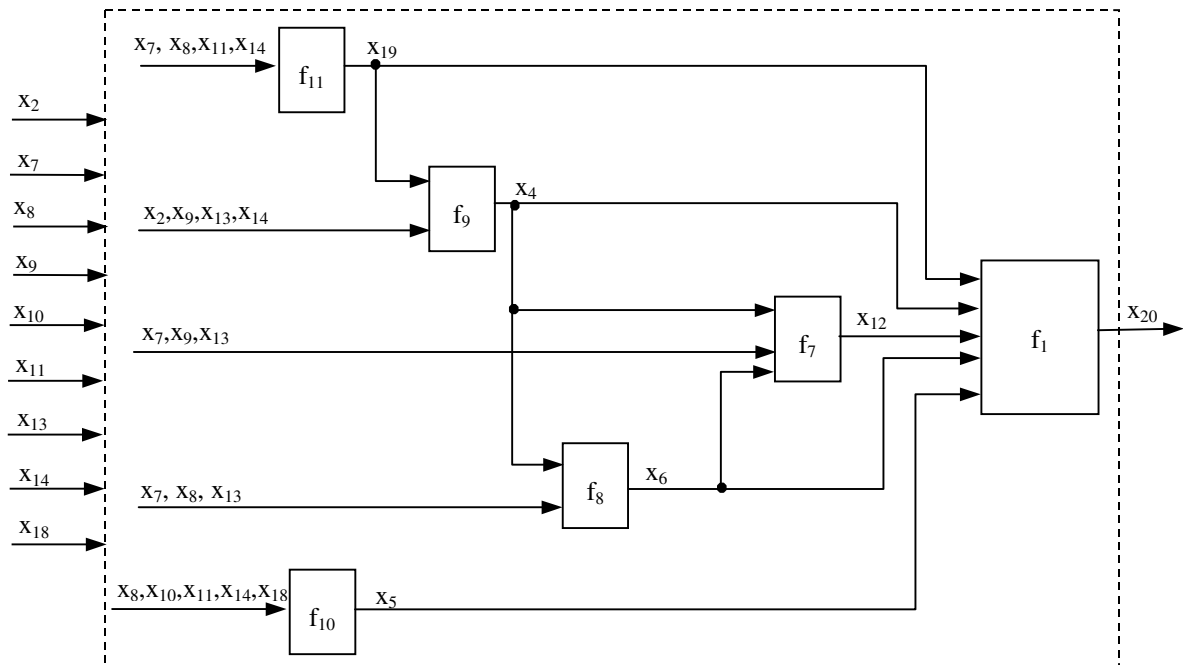 x₇, x₈,x₁₁,x₁₄
x₁₉
f₁₁
x₂
x₇
x₄
x₈
x₂,x₉,x₁₃,x₁₄
f₉
x₉
x₁₀
x₇,x₉,x₁₃
x₁₂
x₂₀
f₇
f₁
x₁₁
x₁₃
x₁₄
x₇, x₈, x₁₃
x₆
f₈
x₁₈
x₈,x₁₀,x₁₁,x₁₄,x₁₈
x₅
f₁₀